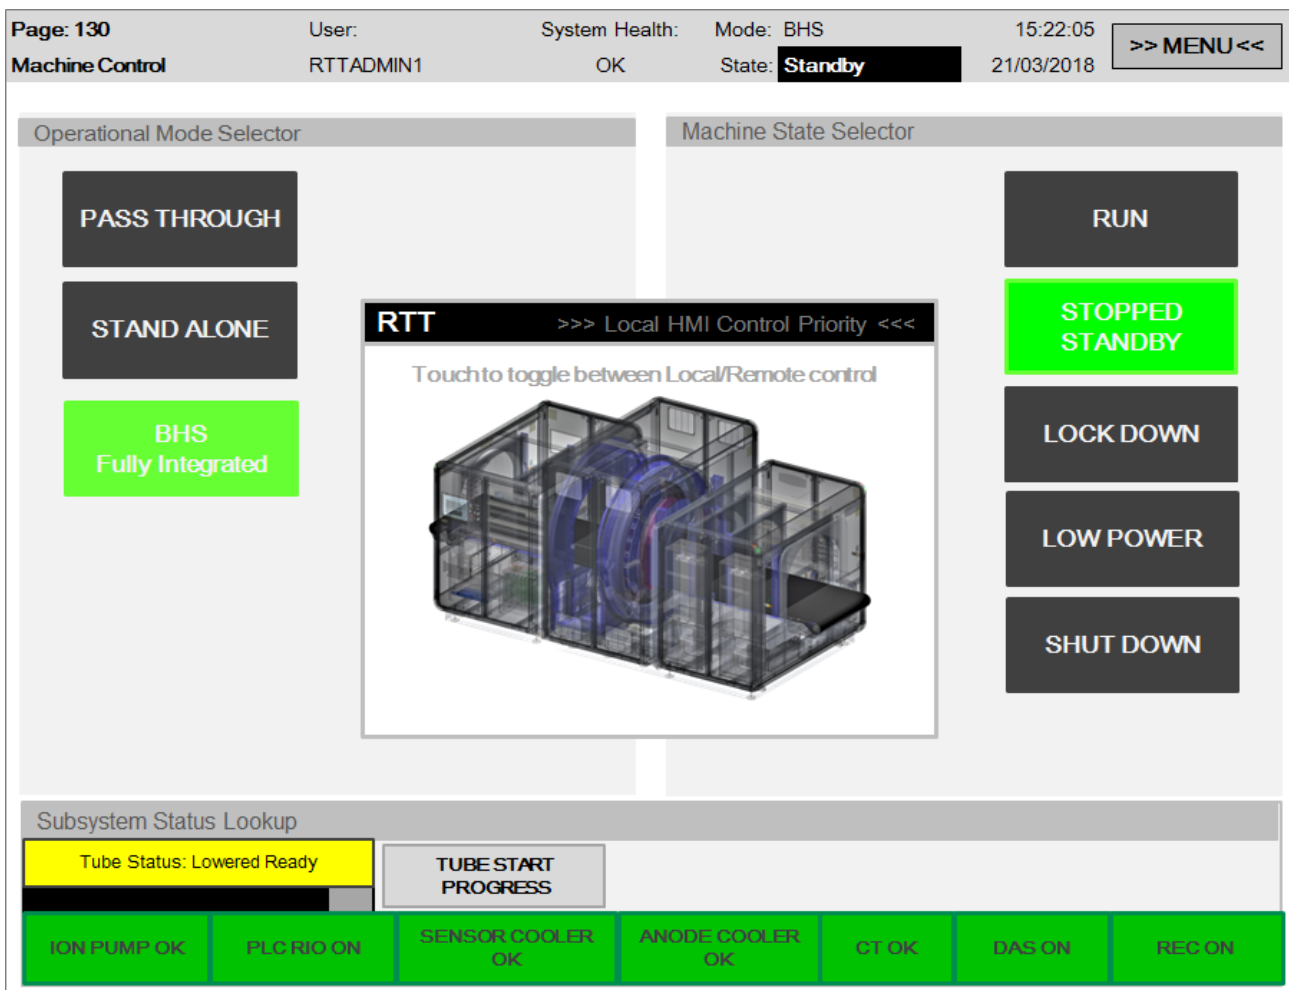 Page: 130 User: System Health: Mode: BHS 15:22:05 >> MENU <<
Machine Control RTTADMIN1 OK State: Standby 21/03/2018
Operational Mode Selector
PASS THROUGH
STAND ALONE
BHS
Fully Integrated
RTT >>> Local HMI Control Priority <<<
Touch to toggle between Local/Remote control
Machine State Selector
RUN
STOPPED
STANDBY
LOCK DOWN
LOW POWER
SHUT DOWN
Subsystem Status Lookup
Tube Status: Lowered Ready
TUBE START
PROGRESS
ION PUMP OK
PLC RIO ON
SENSOR COOLER
OK
ANODE COOLER
OK
CT OK
DAS ON
REC ON